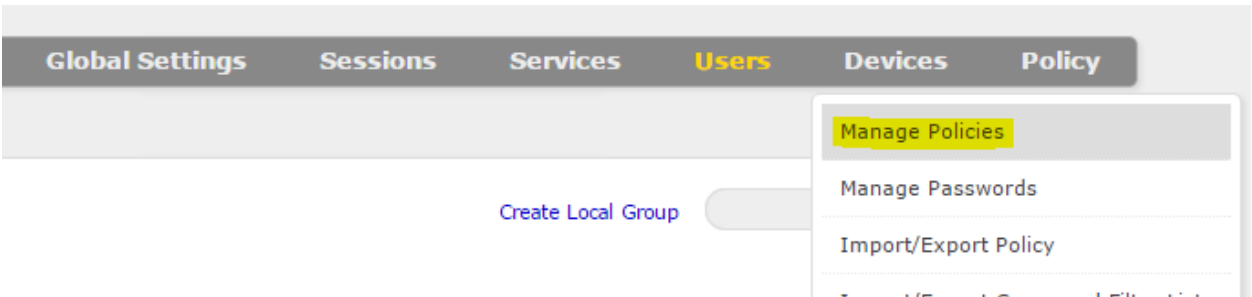 Global Settings Sessions Services Users Devices Policy
Manage Policies
Manage Passwords
Create Local Group
Import/Export Policy